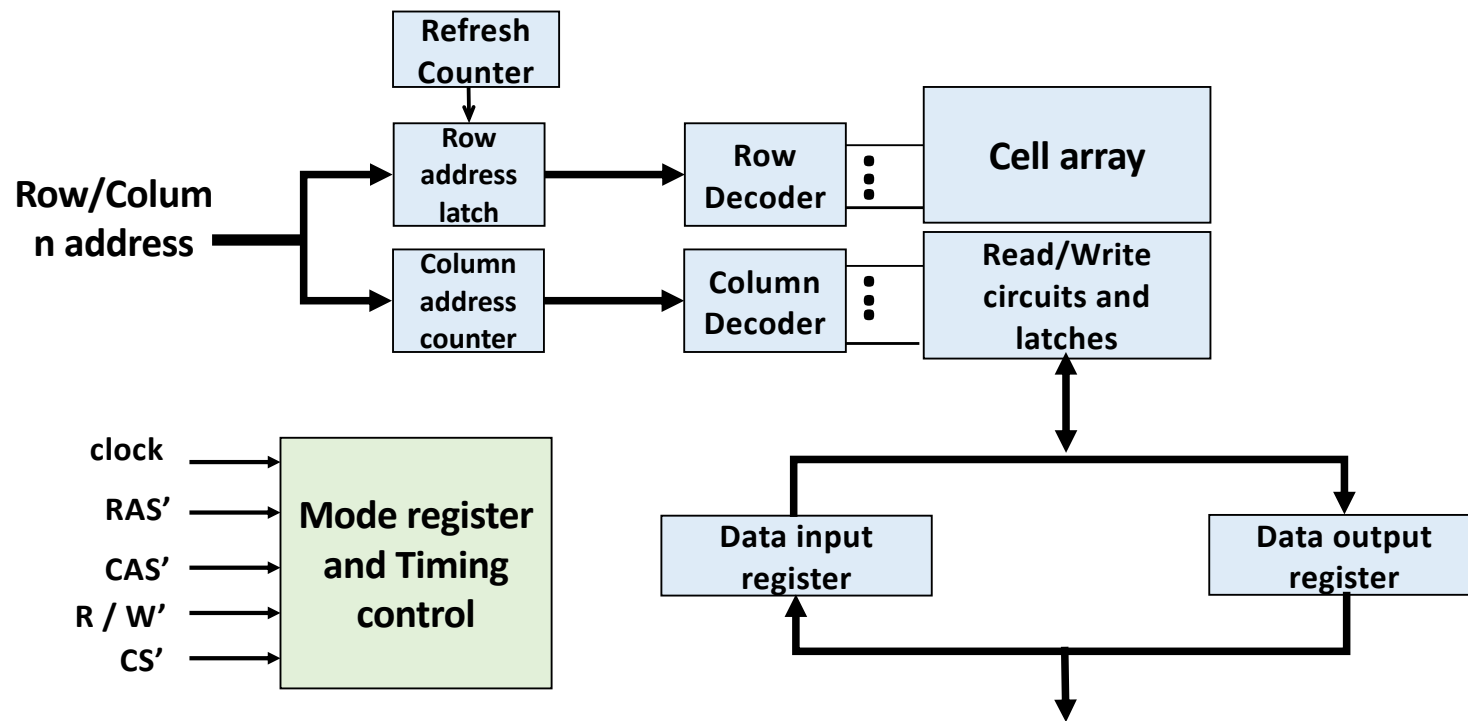 Refresh
Counter
Row
address
latch
Row
Decoder
Cell array
Row/Colum
n address
Column
address
counter
Column
Decoder
Read/Write
circuits and
latches
clock
RAS’
CAS’
R / W’
CS’
Mode register
and Timing
control
Data input
register
Data output
register